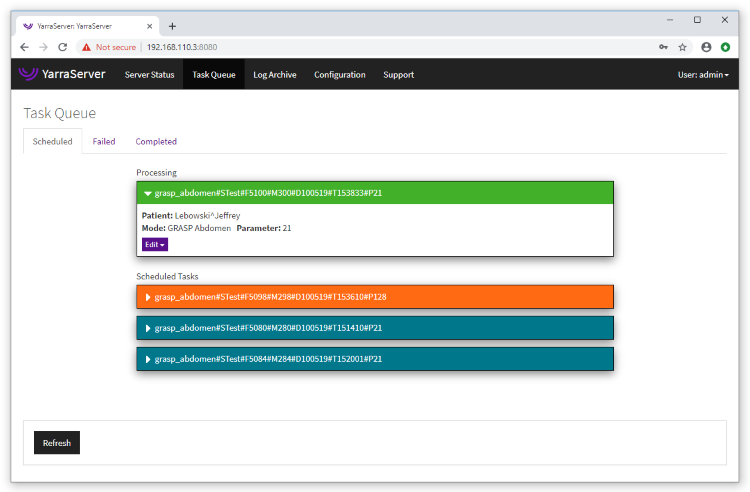 YarraServer: YarraServer
Not secure | 192.168.110.3:8080
YarraServer Server Status Task Queue Log Archive Configuration Support User: admin
Task Queue
Scheduled Failed Completed
Processing
grasp_abdomen#STest#F5100#M300#D100519#T153833#P21
Patient: Lebowski^Jeffrey
Mode: GRASP Abdomen Parameter: 21
Edit
Scheduled Tasks
grasp_abdomen#STest#F5098#M298#D100519#T153610#P128
grasp_abdomen#STest#F5080#M280#D100519#T151410#P21
grasp_abdomen#STest#F5084#M284#D100519#T152001#P21
Refresh